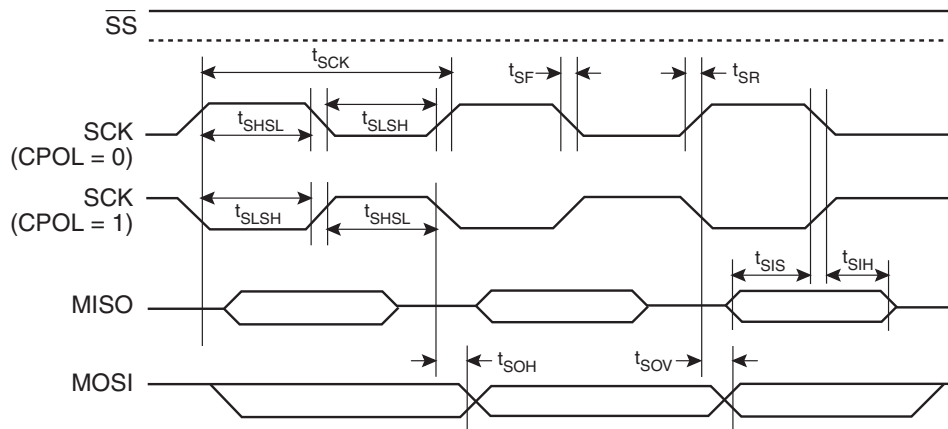 SS
tSCK
tSF
tSR
SCK
(CPOL = 0)
tSHSL
tSLSH
SCK
(CPOL = 1)
tSLSH
tSHSL
tSIS
tSIH
MISO
tSOH
tSOV
MOSI